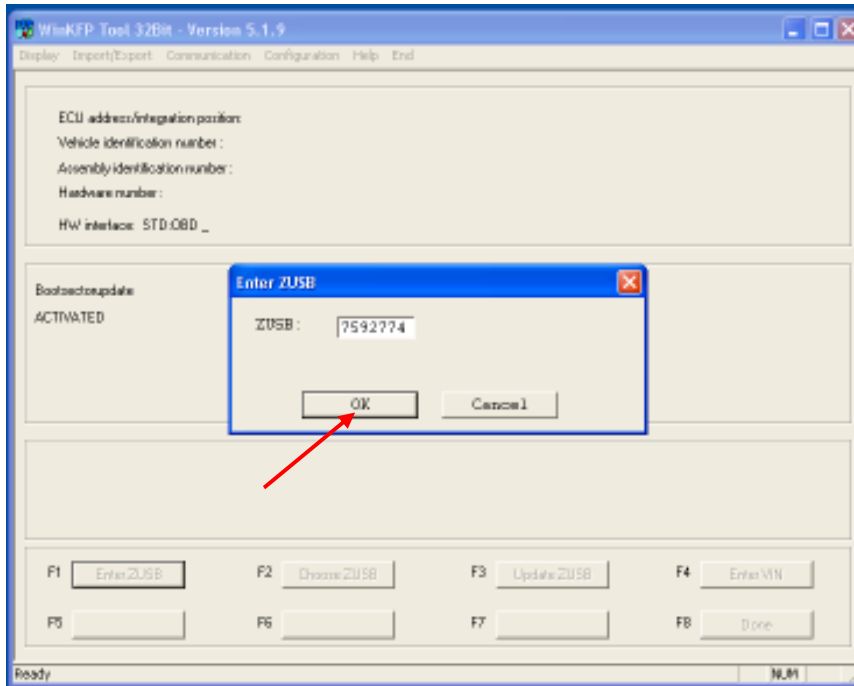 WinKFP Tool 32Bit - Version 5.1.9
Display Import/Export Communication Configuration Help End
ECU address/integration position:
Vehicle identification number :
Assembly identification number :
Hardware number :
HW interface: STD:OBD _
Bootsectorupdate
ACTIVATED
Enter ZUSB
ZUSB: 7592774
OK Cancel
F1 Enter ZUSB F2 Choose ZUSB F3 Update ZUSB F4 Enter VIN
F5 F6 F7 F8 Done
Ready NUM